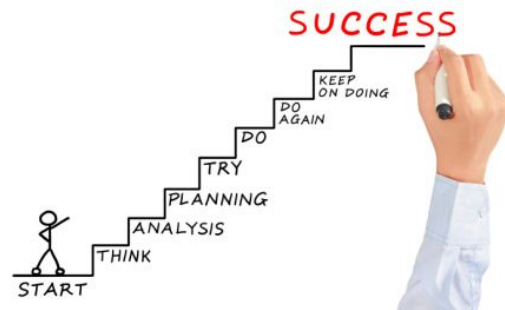 SUCCESS
KEEP
ON DOING
DO
AGAIN
DO
TRY
PLANNING
ANALYSIS
THINK
START